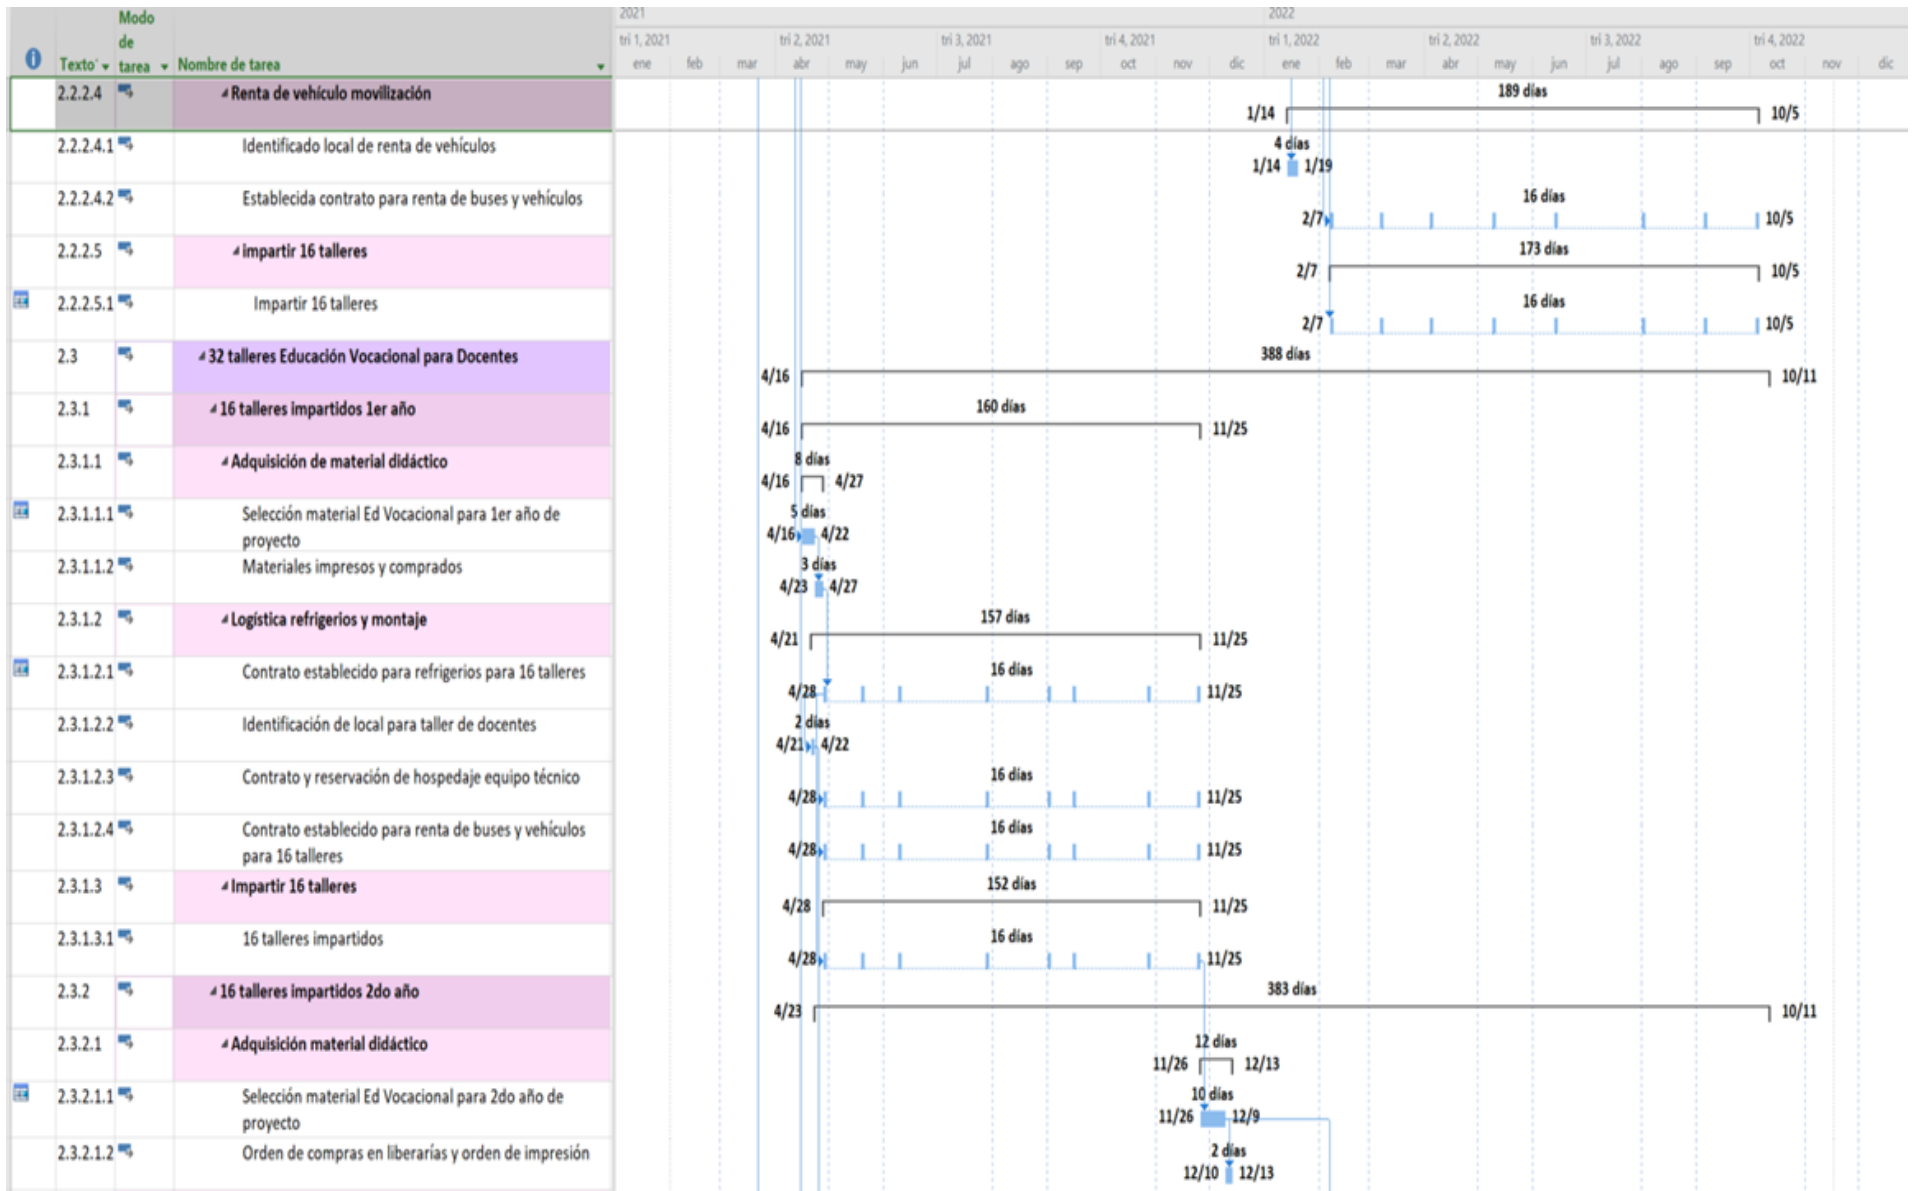 2021
2022
tri 1, 2021
tri 2, 2021
tri 3, 2021
tri 4, 2021
tri 1, 2022
tri 2, 2022
tri 3, 2022
tri 4, 2022
Texto
Modo
de
tarea
Nombre de tarea
ene feb mar abr may jun jul ago sep oct nov dic ene feb mar abr may jun jul ago sep oct nov dic
2.2.2.4 Renta de vehículo movilización
189 días
1/14 10/5
2.2.2.4.1 Identificado local de renta de vehículos
4 días
1/14 1/19
2.2.2.4.2 Establecida contrato para renta de buses y vehículos
16 días
2/7 10/5
2.2.2.5 impartir 16 talleres
173 días
2/7 10/5
2.2.2.5.1 Impartir 16 talleres
16 días
2/7 10/5
2.3 32 talleres Educación Vocacional para Docentes
388 días
4/16 10/11
2.3.1 16 talleres impartidos 1er año
160 días
4/16 11/25
2.3.1.1 Adquisición de material didáctico
8 días
4/16 4/27
2.3.1.1.1 Selección material Ed Vocacional para 1er año de
proyecto
5 días
4/16 4/22
2.3.1.1.2 Materiales impresos y comprados
3 días
4/23 4/27
2.3.1.2 Logística refrigerios y montaje
157 días
4/21 11/25
2.3.1.2.1 Contrato establecido para refrigerios para 16 talleres
16 días
4/28 11/25
2.3.1.2.2 Identificación de local para taller de docentes
2 días
4/21 4/22
2.3.1.2.3 Contrato y reservación de hospedaje equipo técnico
16 días
4/28 11/25
2.3.1.2.4 Contrato establecido para renta de buses y vehículos
para 16 talleres
16 días
4/28 11/25
2.3.1.3 Impartir 16 talleres
152 días
4/28 11/25
2.3.1.3.1 16 talleres impartidos
16 días
4/28 11/25
2.3.2 16 talleres impartidos 2do año
383 días
4/23 10/11
2.3.2.1 Adquisición material didáctico
12 días
11/26 12/13
2.3.2.1.1 Selección material Ed Vocacional para 2do año de
proyecto
10 días
11/26 12/9
2.3.2.1.2 Orden de compras en liberarías y orden de impresión
2 días
12/10 12/13